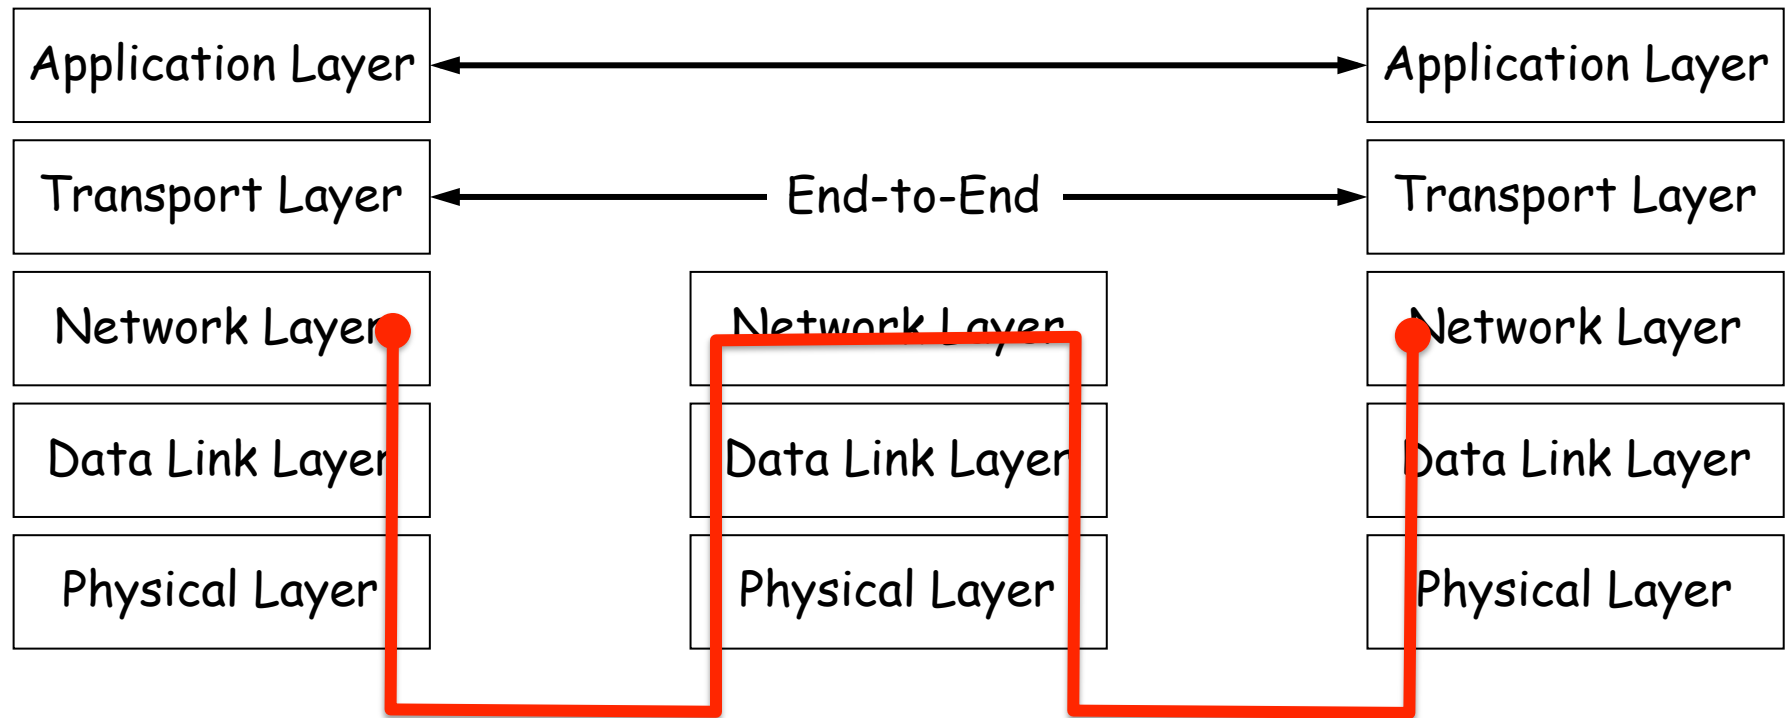 Application Layer
Application Layer
Transport Layer
End-to-End
Transport Layer
Network Layer
Network Layer
Network Layer
Data Link Layer
Data Link Layer
Data Link Layer
Physical Layer
Physical Layer
Physical Layer